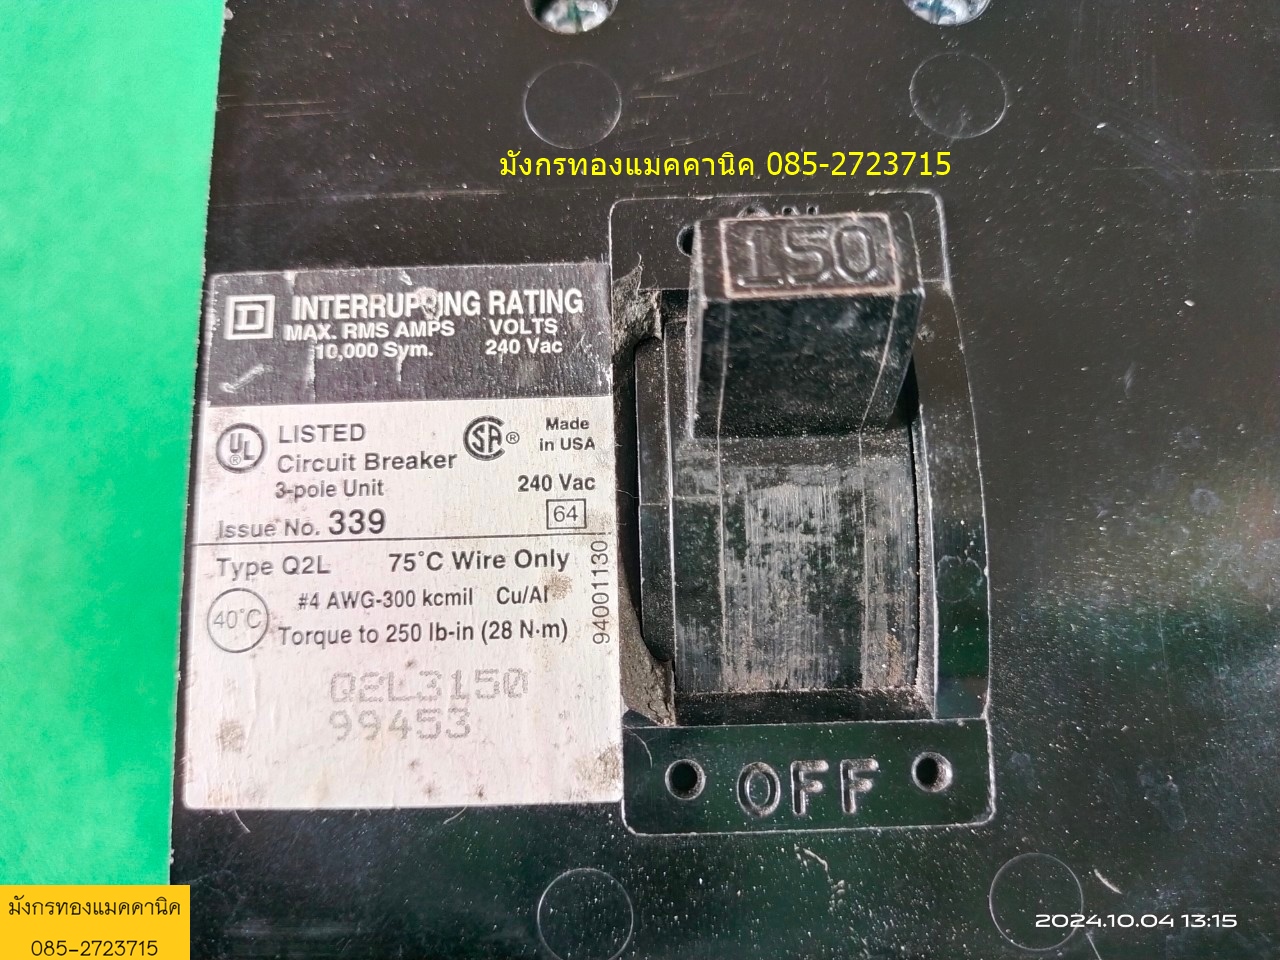 มังกรทองแมคคานิค 085-2723715
150
INTERRUPTING RATING
MAX. RMS AMPS VOLTS
10,000 Sym. 240 Vac
UL LISTED
Circuit Breaker
3-pole Unit
SA Made
in USA
240 Vac
Issue No. 339 64
Type Q2L 75°C Wire Only
40°C #4 AWG-300 kcmil Cu/Al
Torque to 250 lb-in (28 N·m)
94001130
Q2L3150
99453
OFF
มังกรทองแมคคานิค
085-2723715
2024.10.04 13:15